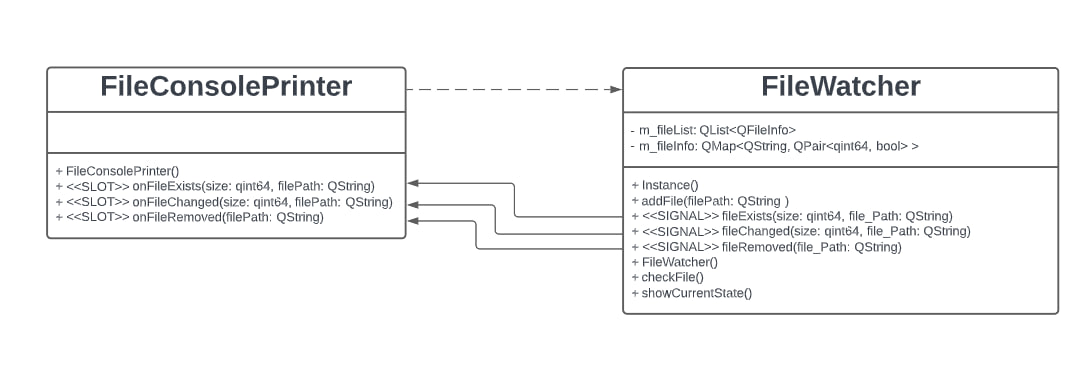 FileConsolePrinter
+ FileConsolePrinter()
+ <<SLOT>> onFileExists(size: qint64, filePath: QString)
+ <<SLOT>> onFileChanged(size: qint64, filePath: QString)
+ <<SLOT>> onFileRemoved(filePath: QString)
FileWatcher
- m_fileList: QList<QFileInfo>
- m_fileInfo: QMap<QString, QPair<qint64, bool> >
+ Instance()
+ addFile(filePath: QString )
+ <<SIGNAL>> fileExists(size: qint64, file_Path: QString)
+ <<SIGNAL>> fileChanged(size: qint64, file_Path: QString)
+ <<SIGNAL>> fileRemoved(file_Path: QString)
+ FileWatcher()
+ checkFile()
+ showCurrentState()